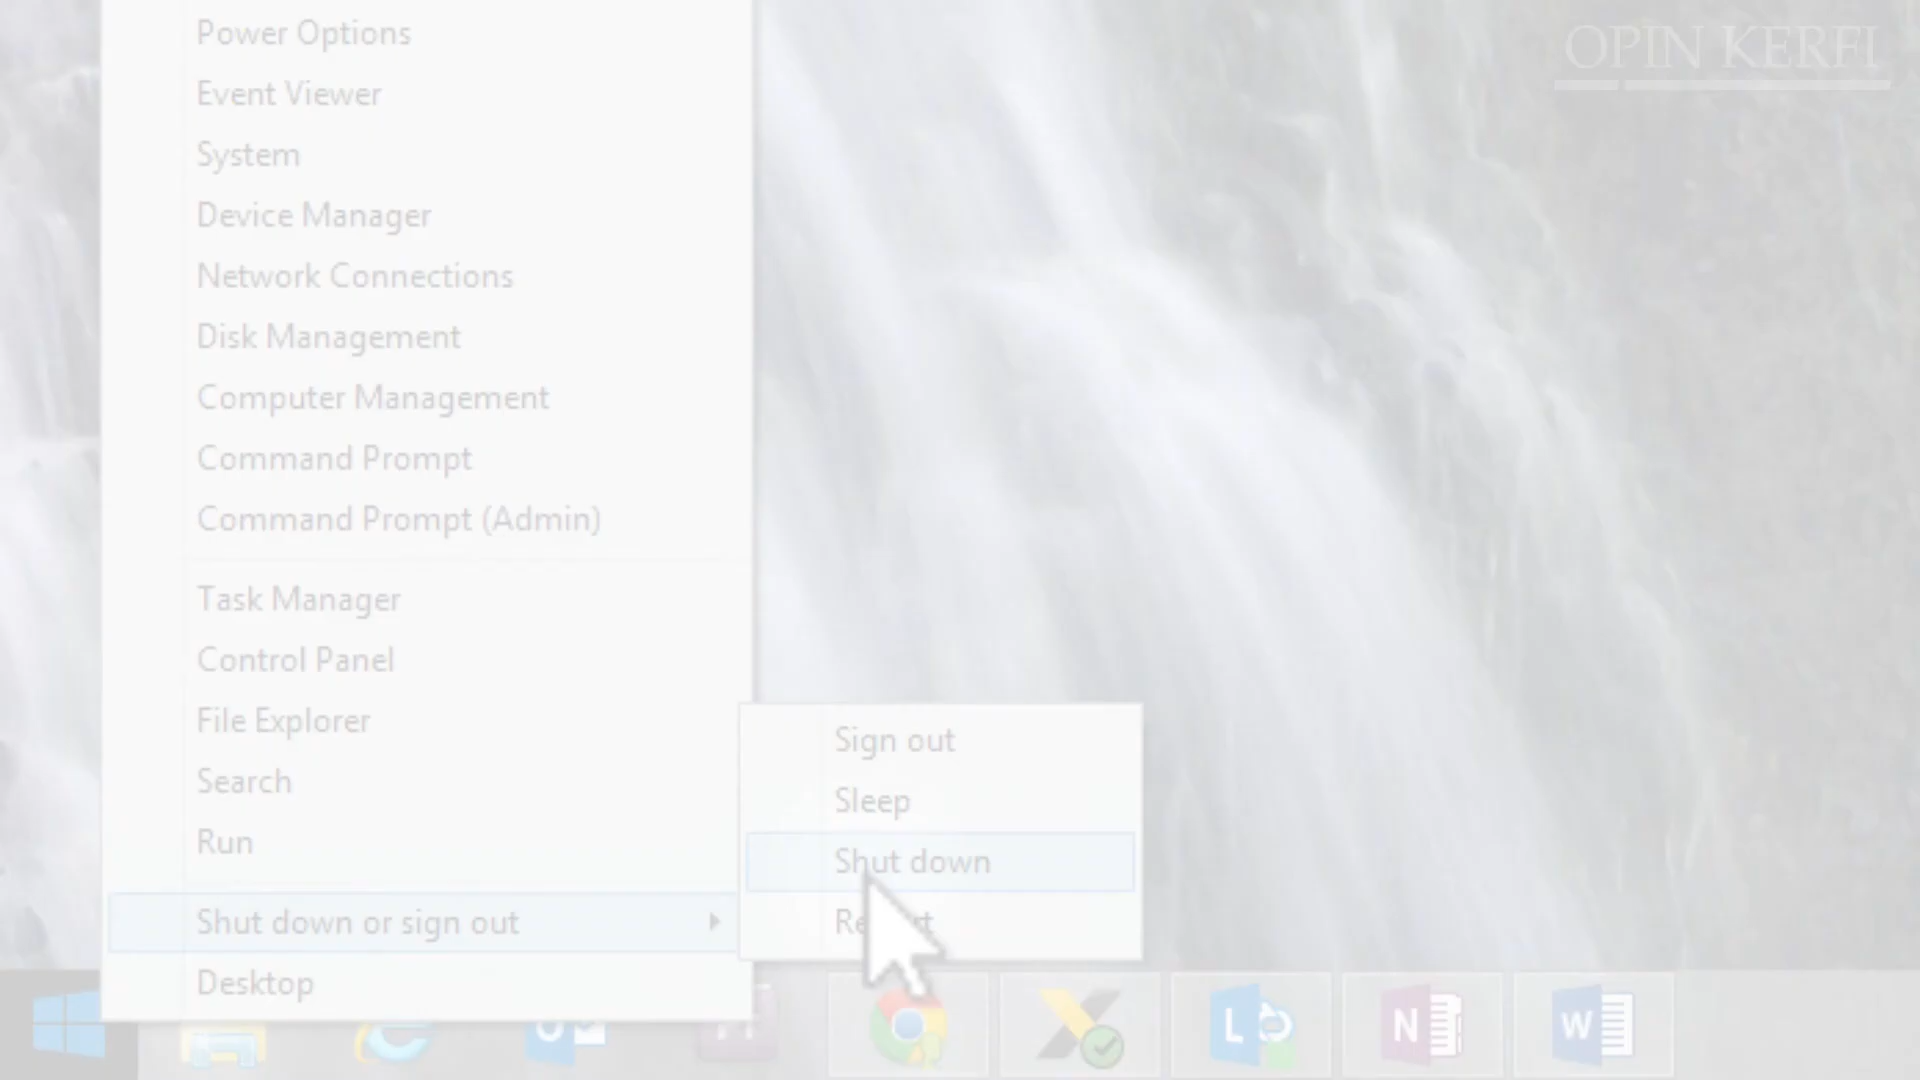 OPIN KERFI
Power Options
Event Viewer
System
Device Manager
Network Connections
Disk Management
Computer Management
Command Prompt
Command Prompt (Admin)
Task Manager
Control Panel
File Explorer
Search
Run
Shut down or sign out
Desktop
Sign out
Sleep
Shut down
L
N
W